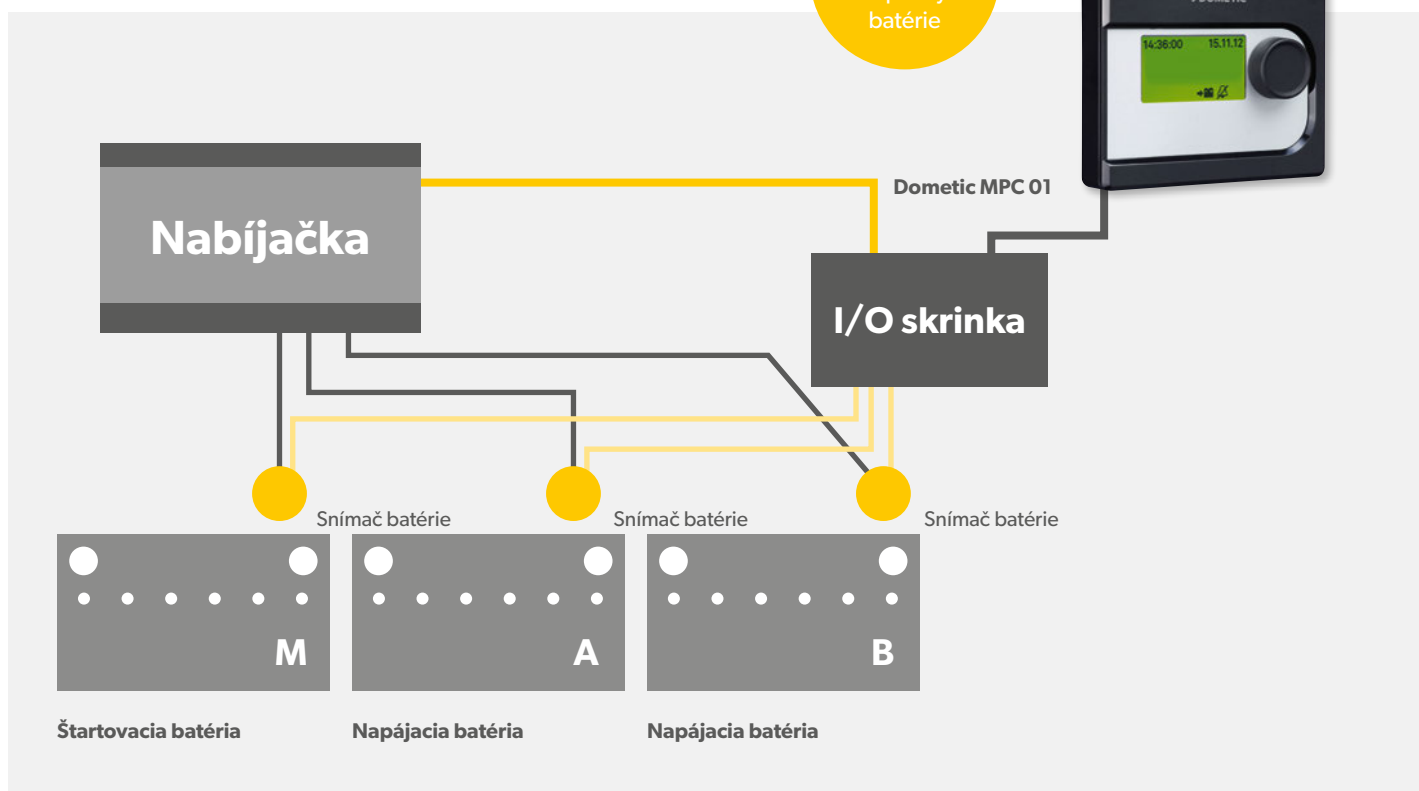 batérie
DOMETIC
14:36:00 15.11.12
Nabíjačka
Dometic MPC 01
I/O skrinka
Snímač batérie
Snímač batérie
Snímač batérie
M
A
B
Štartovacia batéria
Napájacia batéria
Napájacia batéria